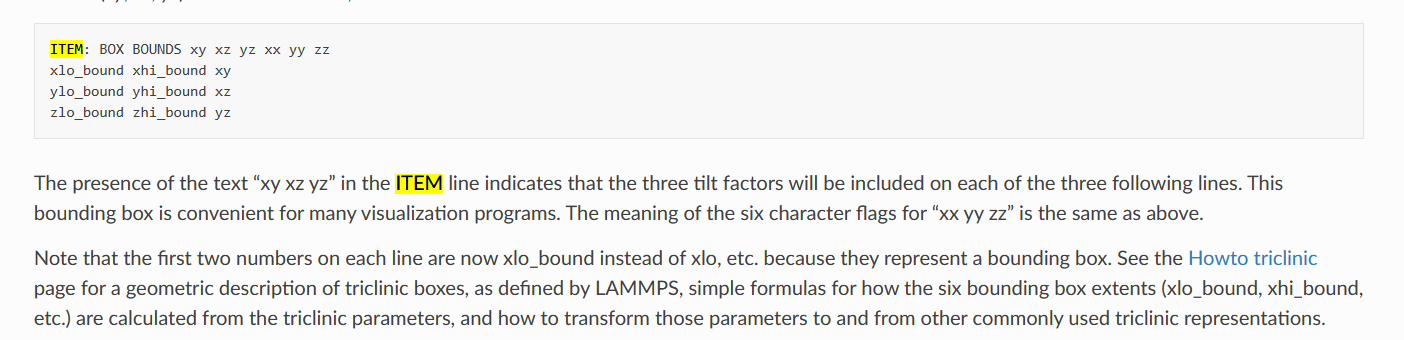 ITEM: BOX BOUNDS xy xz yz xx yy zz
xlo_bound xhi_bound xy
ylo_bound yhi_bound xz
zlo_bound zhi_bound yz
The presence of the text “xy xz yz” in the ITEM line indicates that the three tilt factors will be included on each of the three following lines. This
bounding box is convenient for many visualization programs. The meaning of the six character flags for “xx yy zz” is the same as above.
Note that the first two numbers on each line are now xlo_bound instead of xlo, etc. because they represent a bounding box. See the Howto triclinic
page for a geometric description of triclinic boxes, as defined by LAMMPS, simple formulas for how the six bounding box extents (xlo_bound, xhi_bound,
etc.) are calculated from the triclinic parameters, and how to transform those parameters to and from other commonly used triclinic representations.